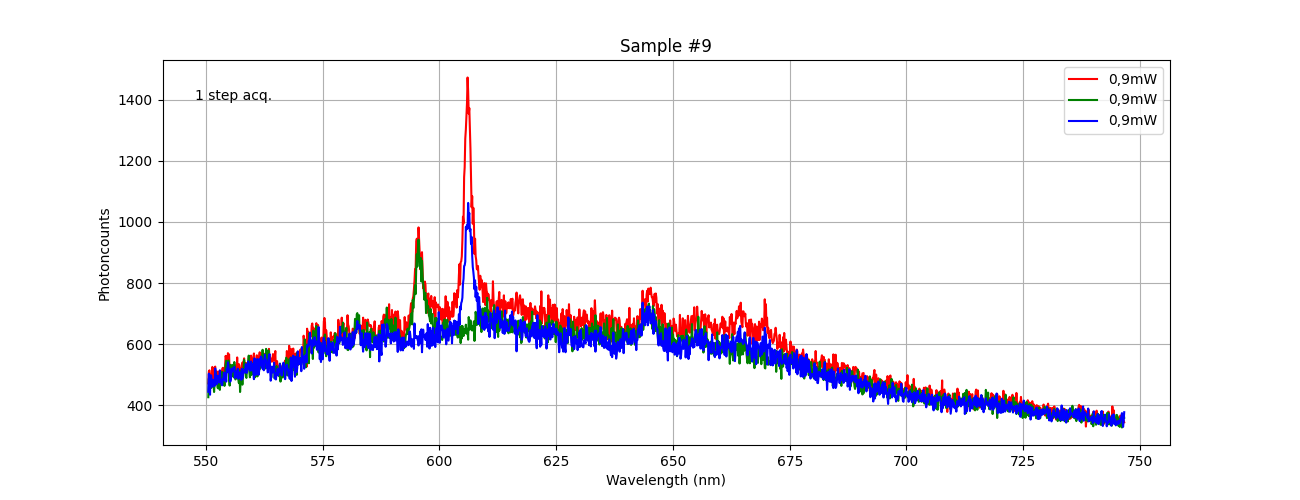 Sample #9
1 step acq.
0,9mW
0,9mW
0,9mW
Photoncounts
1400
1200
1000
800
600
400
550 575 600 625 650 675 700 725 750
Wavelength (nm)